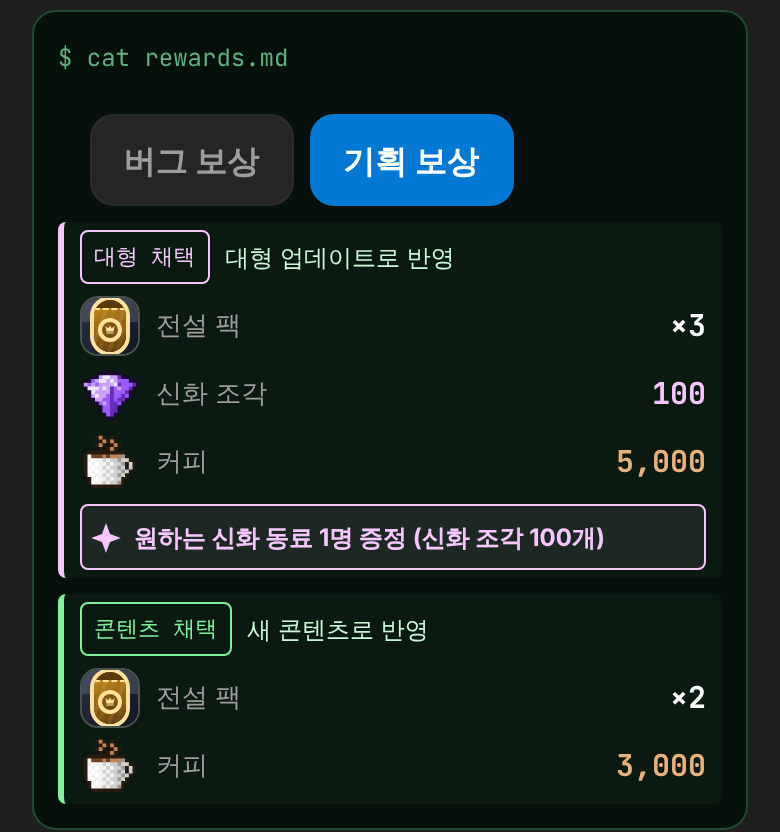 $ cat rewards.md
버그 보상 기획 보상
대형 채택 대형 업데이트로 반영
전설 팩 ×3
신화 조각 100
커피 5,000
원하는 신화 동료 1명 증정 (신화 조각 100개)
콘텐츠 채택 새 콘텐츠로 반영
전설 팩 ×2
커피 3,000